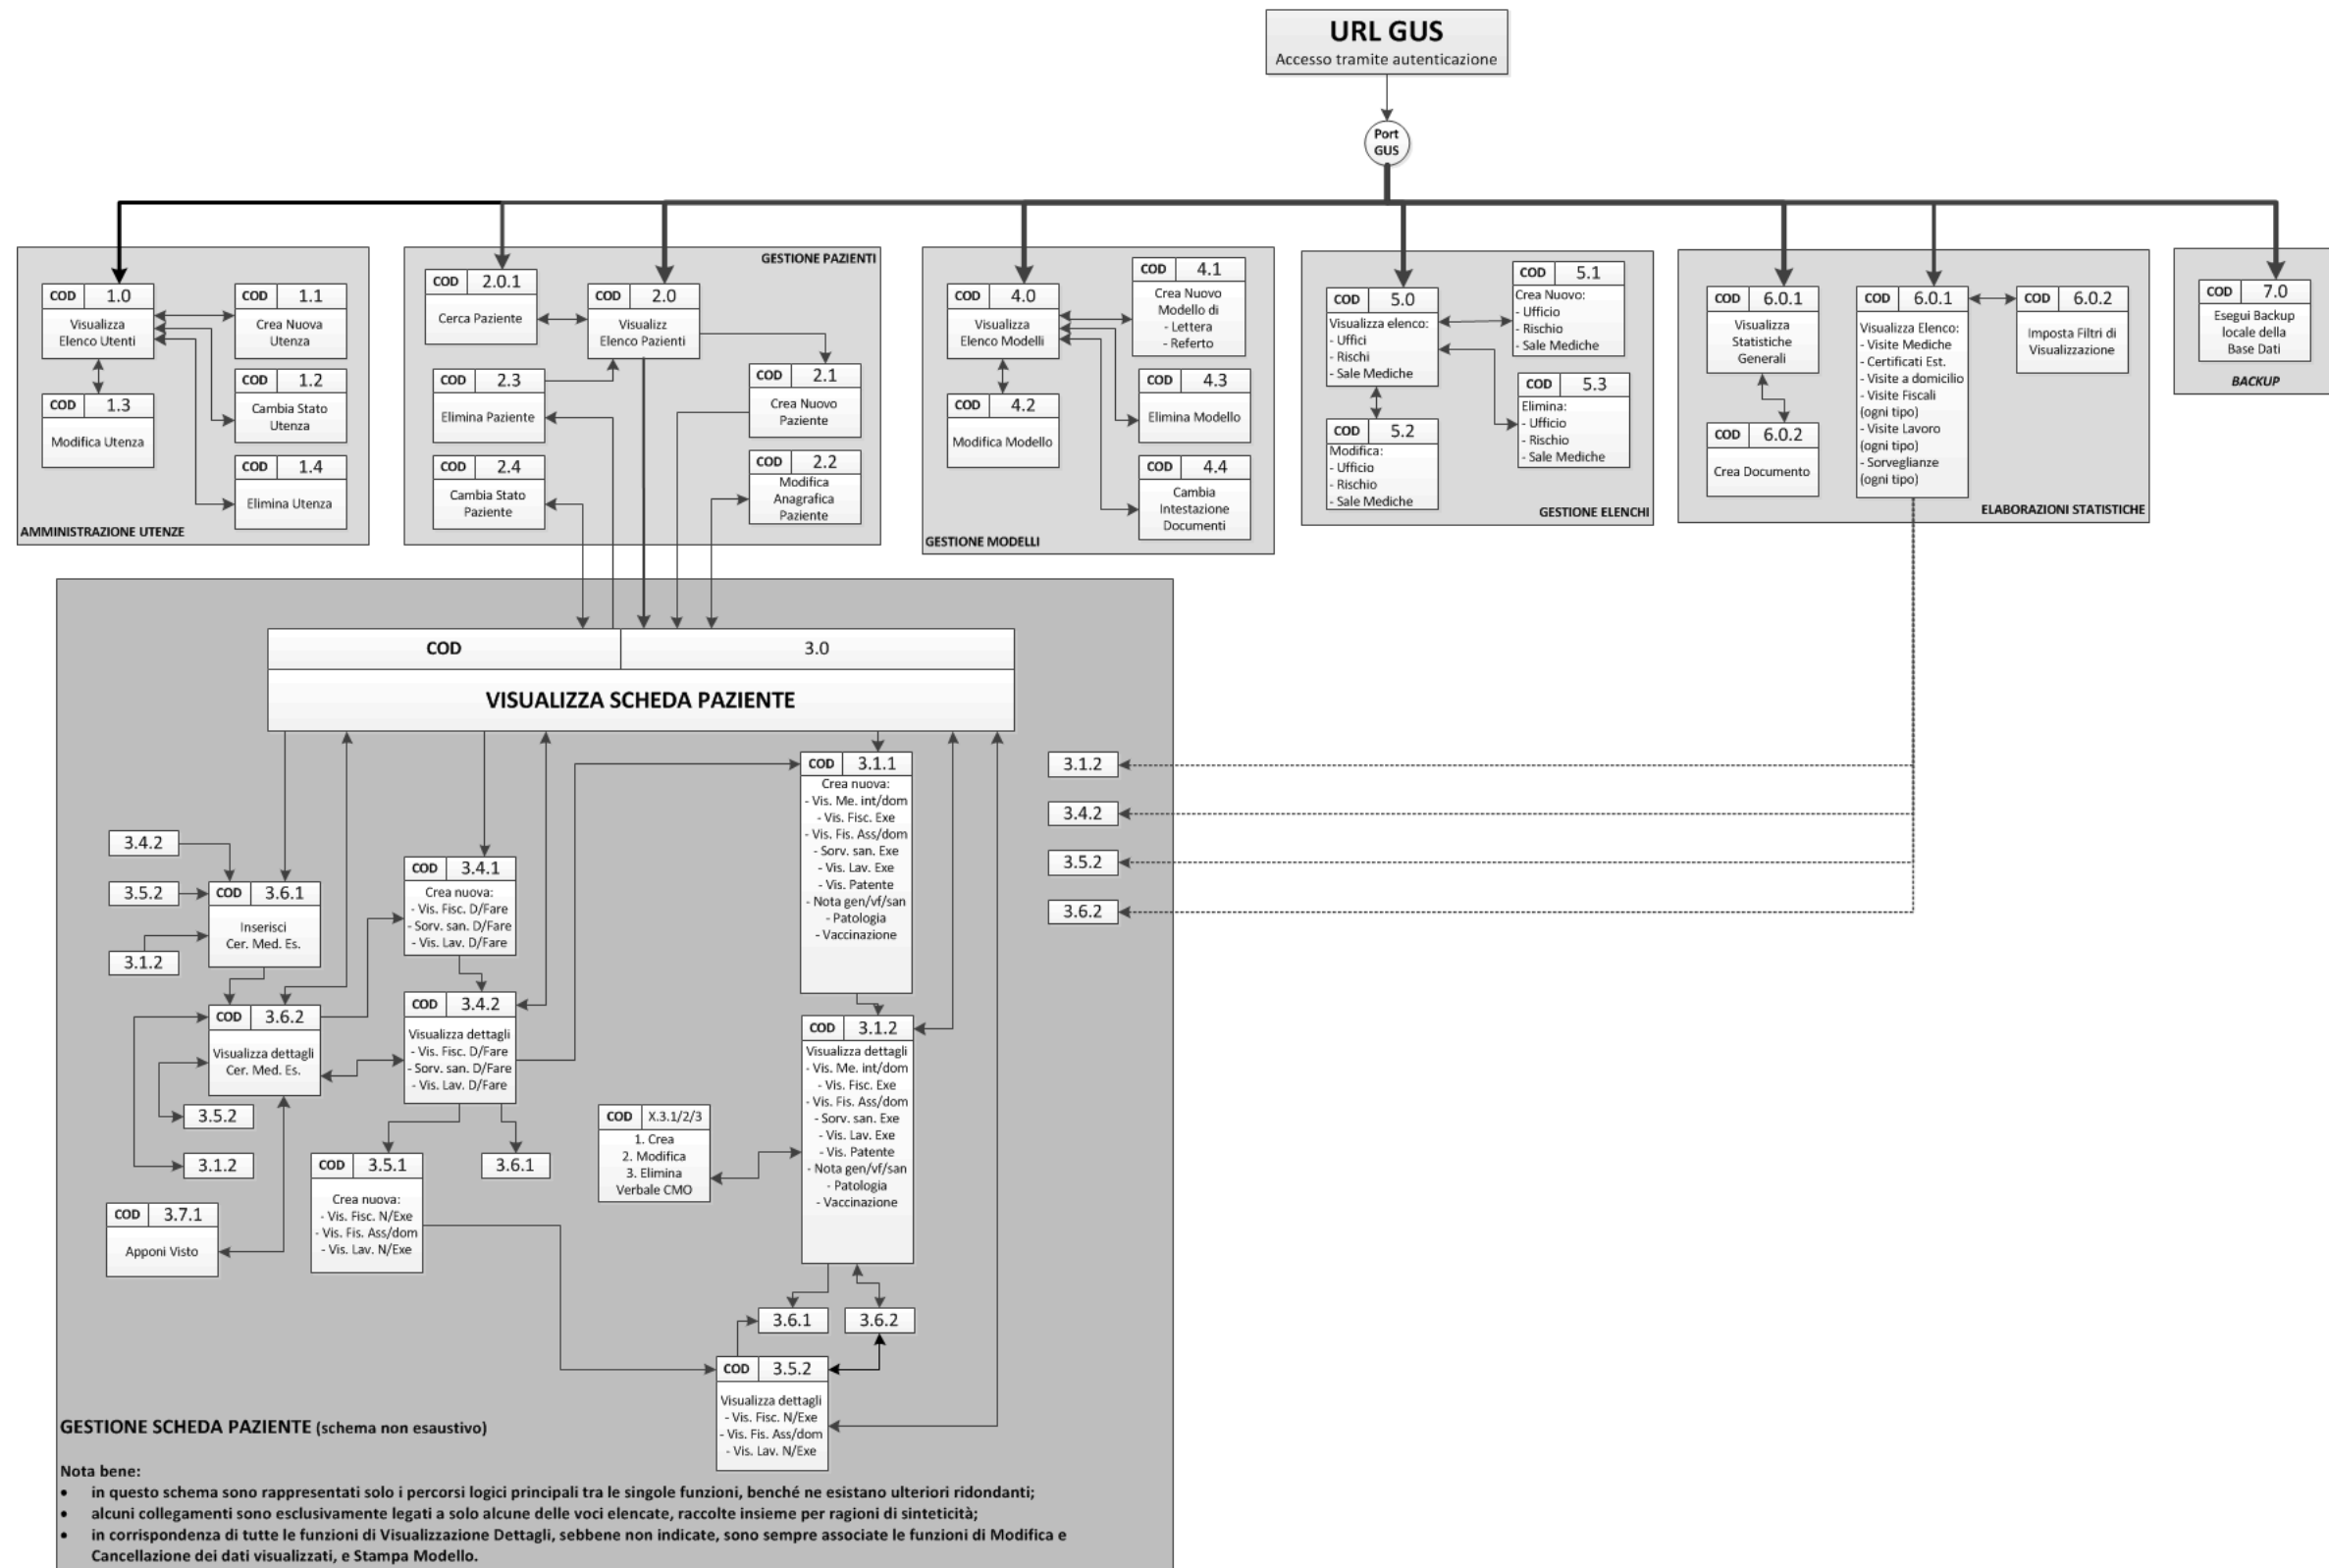 URL GUS
Accesso tramite autenticazione
Port
GUS
COD 1.0
Visualizza
Elenco Utenti
COD 1.1
Crea Nuova
Utenza
COD 1.2
Cambia Stato
Utenza
COD 1.3
Modifica Utenza
COD 1.4
Elimina Utenza
AMMINISTRAZIONE UTENZE
GESTIONE PAZIENTI
COD 2.0.1
Cerca Paziente
COD 2.0
Visualizz
Elenco Pazienti
COD 2.3
Elimina Paziente
COD 2.1
Crea Nuovo
Paziente
COD 2.4
Cambia Stato
Paziente
COD 2.2
Modifica
Anagrafica
Paziente
COD 4.0
Visualizza
Elenco Modelli
COD 4.1
Crea Nuovo
Modello di
- Lettera
- Referto
COD 4.2
Modifica Modello
COD 4.3
Elimina Modello
COD 4.4
Cambia
Intestazione
Documenti
GESTIONE MODELLI
COD 5.0
Visualizza elenco:
- Uffici
- Rischi
- Sale Mediche
COD 5.1
Crea Nuovo:
- Ufficio
- Rischio
- Sale Mediche
COD 5.2
Modifica:
- Ufficio
- Rischio
- Sale Mediche
COD 5.3
Elimina:
- Ufficio
- Rischio
- Sale Mediche
GESTIONE ELENCHI
COD 6.0.1
Visualizza
Statistiche
Generali
COD 6.0.2
Crea Documento
COD 6.0.1
Visualizza Elenco:
- Visite Mediche
- Certificati Est.
- Visite a domicilio
- Visite Fiscali
(ogni tipo)
- Visite Lavoro
(ogni tipo)
- Sorveglianze
(ogni tipo)
COD 6.0.2
Imposta Filtri di
Visualizzazione
ELABORAZIONI STATISTICHE
COD 7.0
Esegui Backup
locale della
Base Dati
BACKUP
COD 3.0
VISUALIZZA SCHEDA PAZIENTE
3.1.2
3.4.2
3.5.2
3.6.2
3.4.2
3.5.2
3.1.2
COD 3.6.1
Inserisci
Cer. Med. Es.
COD 3.4.1
Crea nuova:
- Vis. Fisc. D/Fare
- Sorv. san. D/Fare
- Vis. Lav. D/Fare
COD 3.1.1
Crea nuova:
- Vis. Me. int/dom
- Vis. Fisc. Exe
- Vis. Fis. Ass/dom
- Sorv. san. Exe
- Vis. Lav. Exe
- Vis. Patente
- Nota gen/vf/san
- Patologia
- Vaccinazione
COD 3.6.2
Visualizza dettagli
Cer. Med. Es.
COD 3.4.2
Visualizza dettagli
- Vis. Fisc. D/Fare
- Sorv. san. D/Fare
- Vis. Lav. D/Fare
COD 3.1.2
Visualizza dettagli
- Vis. Me. int/dom
- Vis. Fisc. Exe
- Vis. Fis. Ass/dom
- Sorv. san. Exe
- Vis. Lav. Exe
- Vis. Patente
- Nota gen/vf/san
- Patologia
- Vaccinazione
3.5.2
3.1.2
COD 3.7.1
Apponi Visto
COD 3.5.1
Crea nuova:
- Vis. Fisc. N/Exe
- Vis. Fis. Ass/dom
- Vis. Lav. N/Exe
3.6.1
COD X.3.1/2/3
1. Crea
2. Modifica
3. Elimina
Verbale CMO
3.6.1
3.6.2
COD 3.5.2
Visualizza dettagli
- Vis. Fisc. N/Exe
- Vis. Fis. Ass/dom
- Vis. Lav. N/Exe
GESTIONE SCHEDA PAZIENTE (schema non esaustivo)
Nota bene:
• in questo schema sono rappresentati solo i percorsi logici principali tra le singole funzioni, benché ne esistano ulteriori ridondanti;
• alcuni collegamenti sono esclusivamente legati a solo alcune delle voci elencate, raccolte insieme per ragioni di sinteticità;
• in corrispondenza di tutte le funzioni di Visualizzazione Dettagli, sebbene non indicate, sono sempre associate le funzioni di Modifica e
Cancellazione dei dati visualizzati, e Stampa Modello.